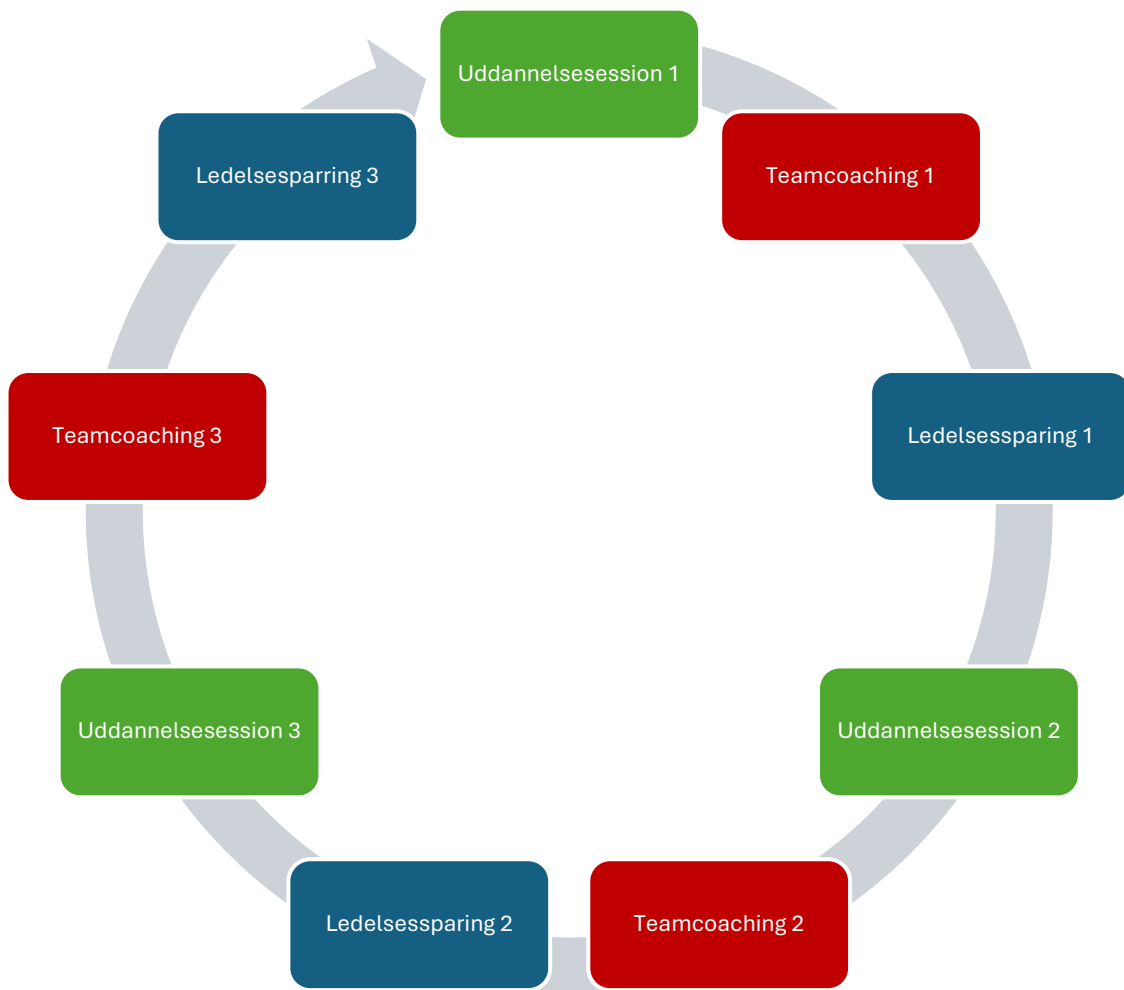 Uddannelsesession 1
Teamcoaching 1
Ledelsessparing 1
Uddannelsesession 2
Teamcoaching 2
Ledelsessparing 2
Uddannelsesession 3
Teamcoaching 3
Ledelsesparring 3